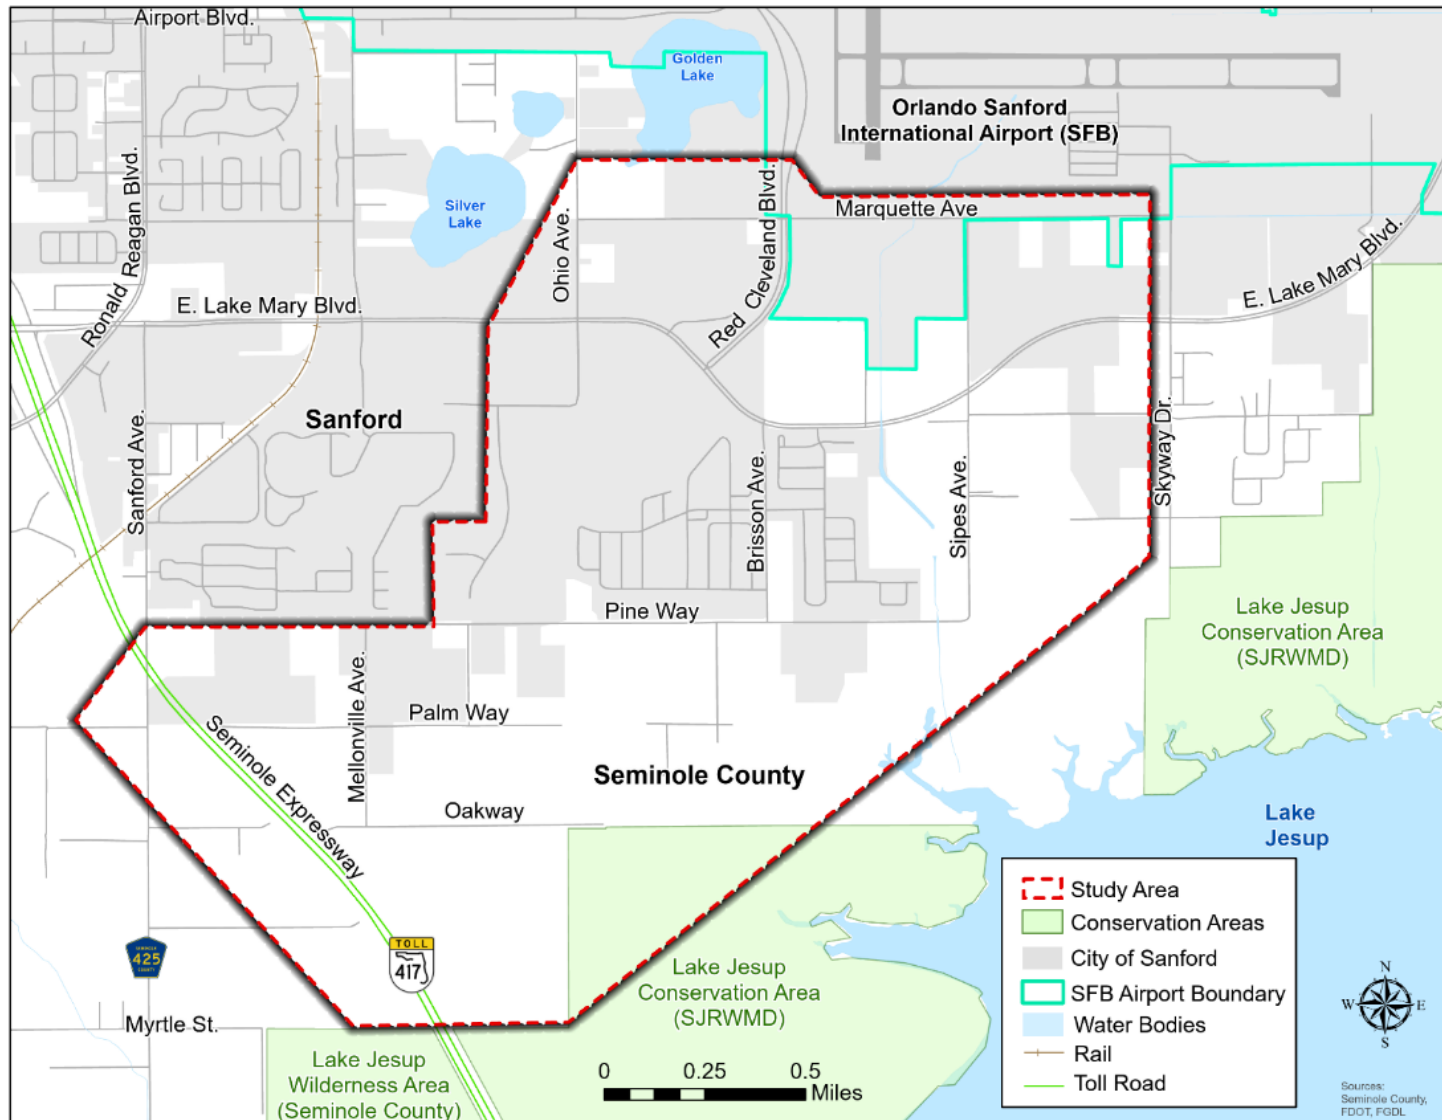 Airport Blvd.
Golden
Lake
Orlando Sanford
International Airport (SFB)
Silver
Lake
Marquette Ave
Ronald Reagan Blvd.
Ohio Ave.
Red Cleveland Blvd.
E. Lake Mary Blvd.
E. Lake Mary Blvd.
Sanford
Sanford Ave.
Brisson Ave.
Sipes Ave.
Skyway Dr.
Pine Way
Lake Jesup
Conservation Area
(SJRWMD)
Mellonville Ave.
Palm Way
Seminole Expressway
Seminole County
Oakway
Lake
Jesup
TOLL
417
SEMINOLE
425
COUNTY
Myrtle St.
Lake Jesup
Conservation Area
(SJRWMD)
Lake Jesup
Wilderness Area
(Seminole County)
0 0.25 0.5
Miles
Study Area
Conservation Areas
City of Sanford
SFB Airport Boundary
Water Bodies
Rail
Toll Road
N
W E
S
Sources:
Seminole County,
FDOT, FGDL